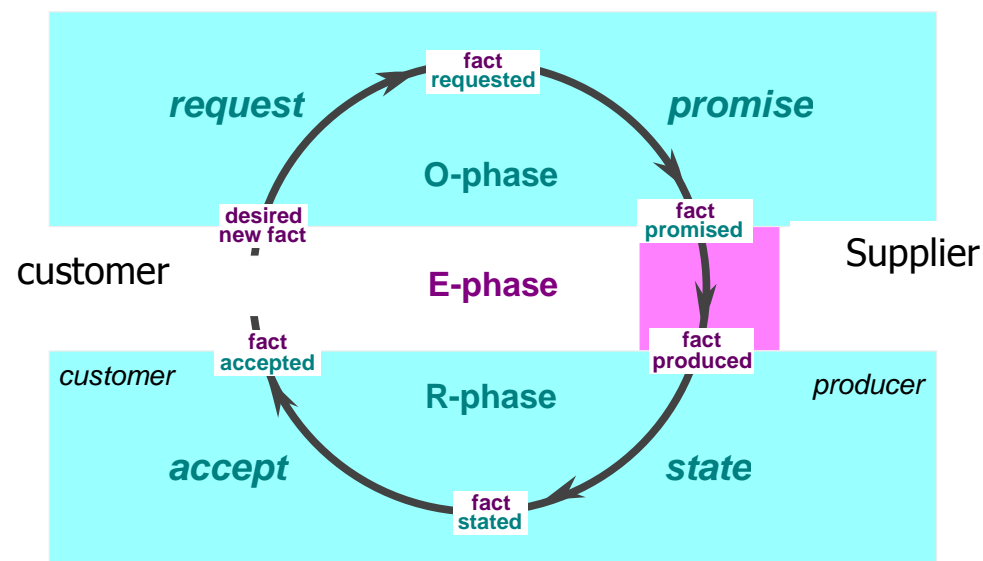 fact
requested
request
promise
O-phase
desired
new fact
fact
promised
customer
E-phase
Supplier
fact
accepted
fact
produced
customer
R-phase
producer
accept
state
fact
stated